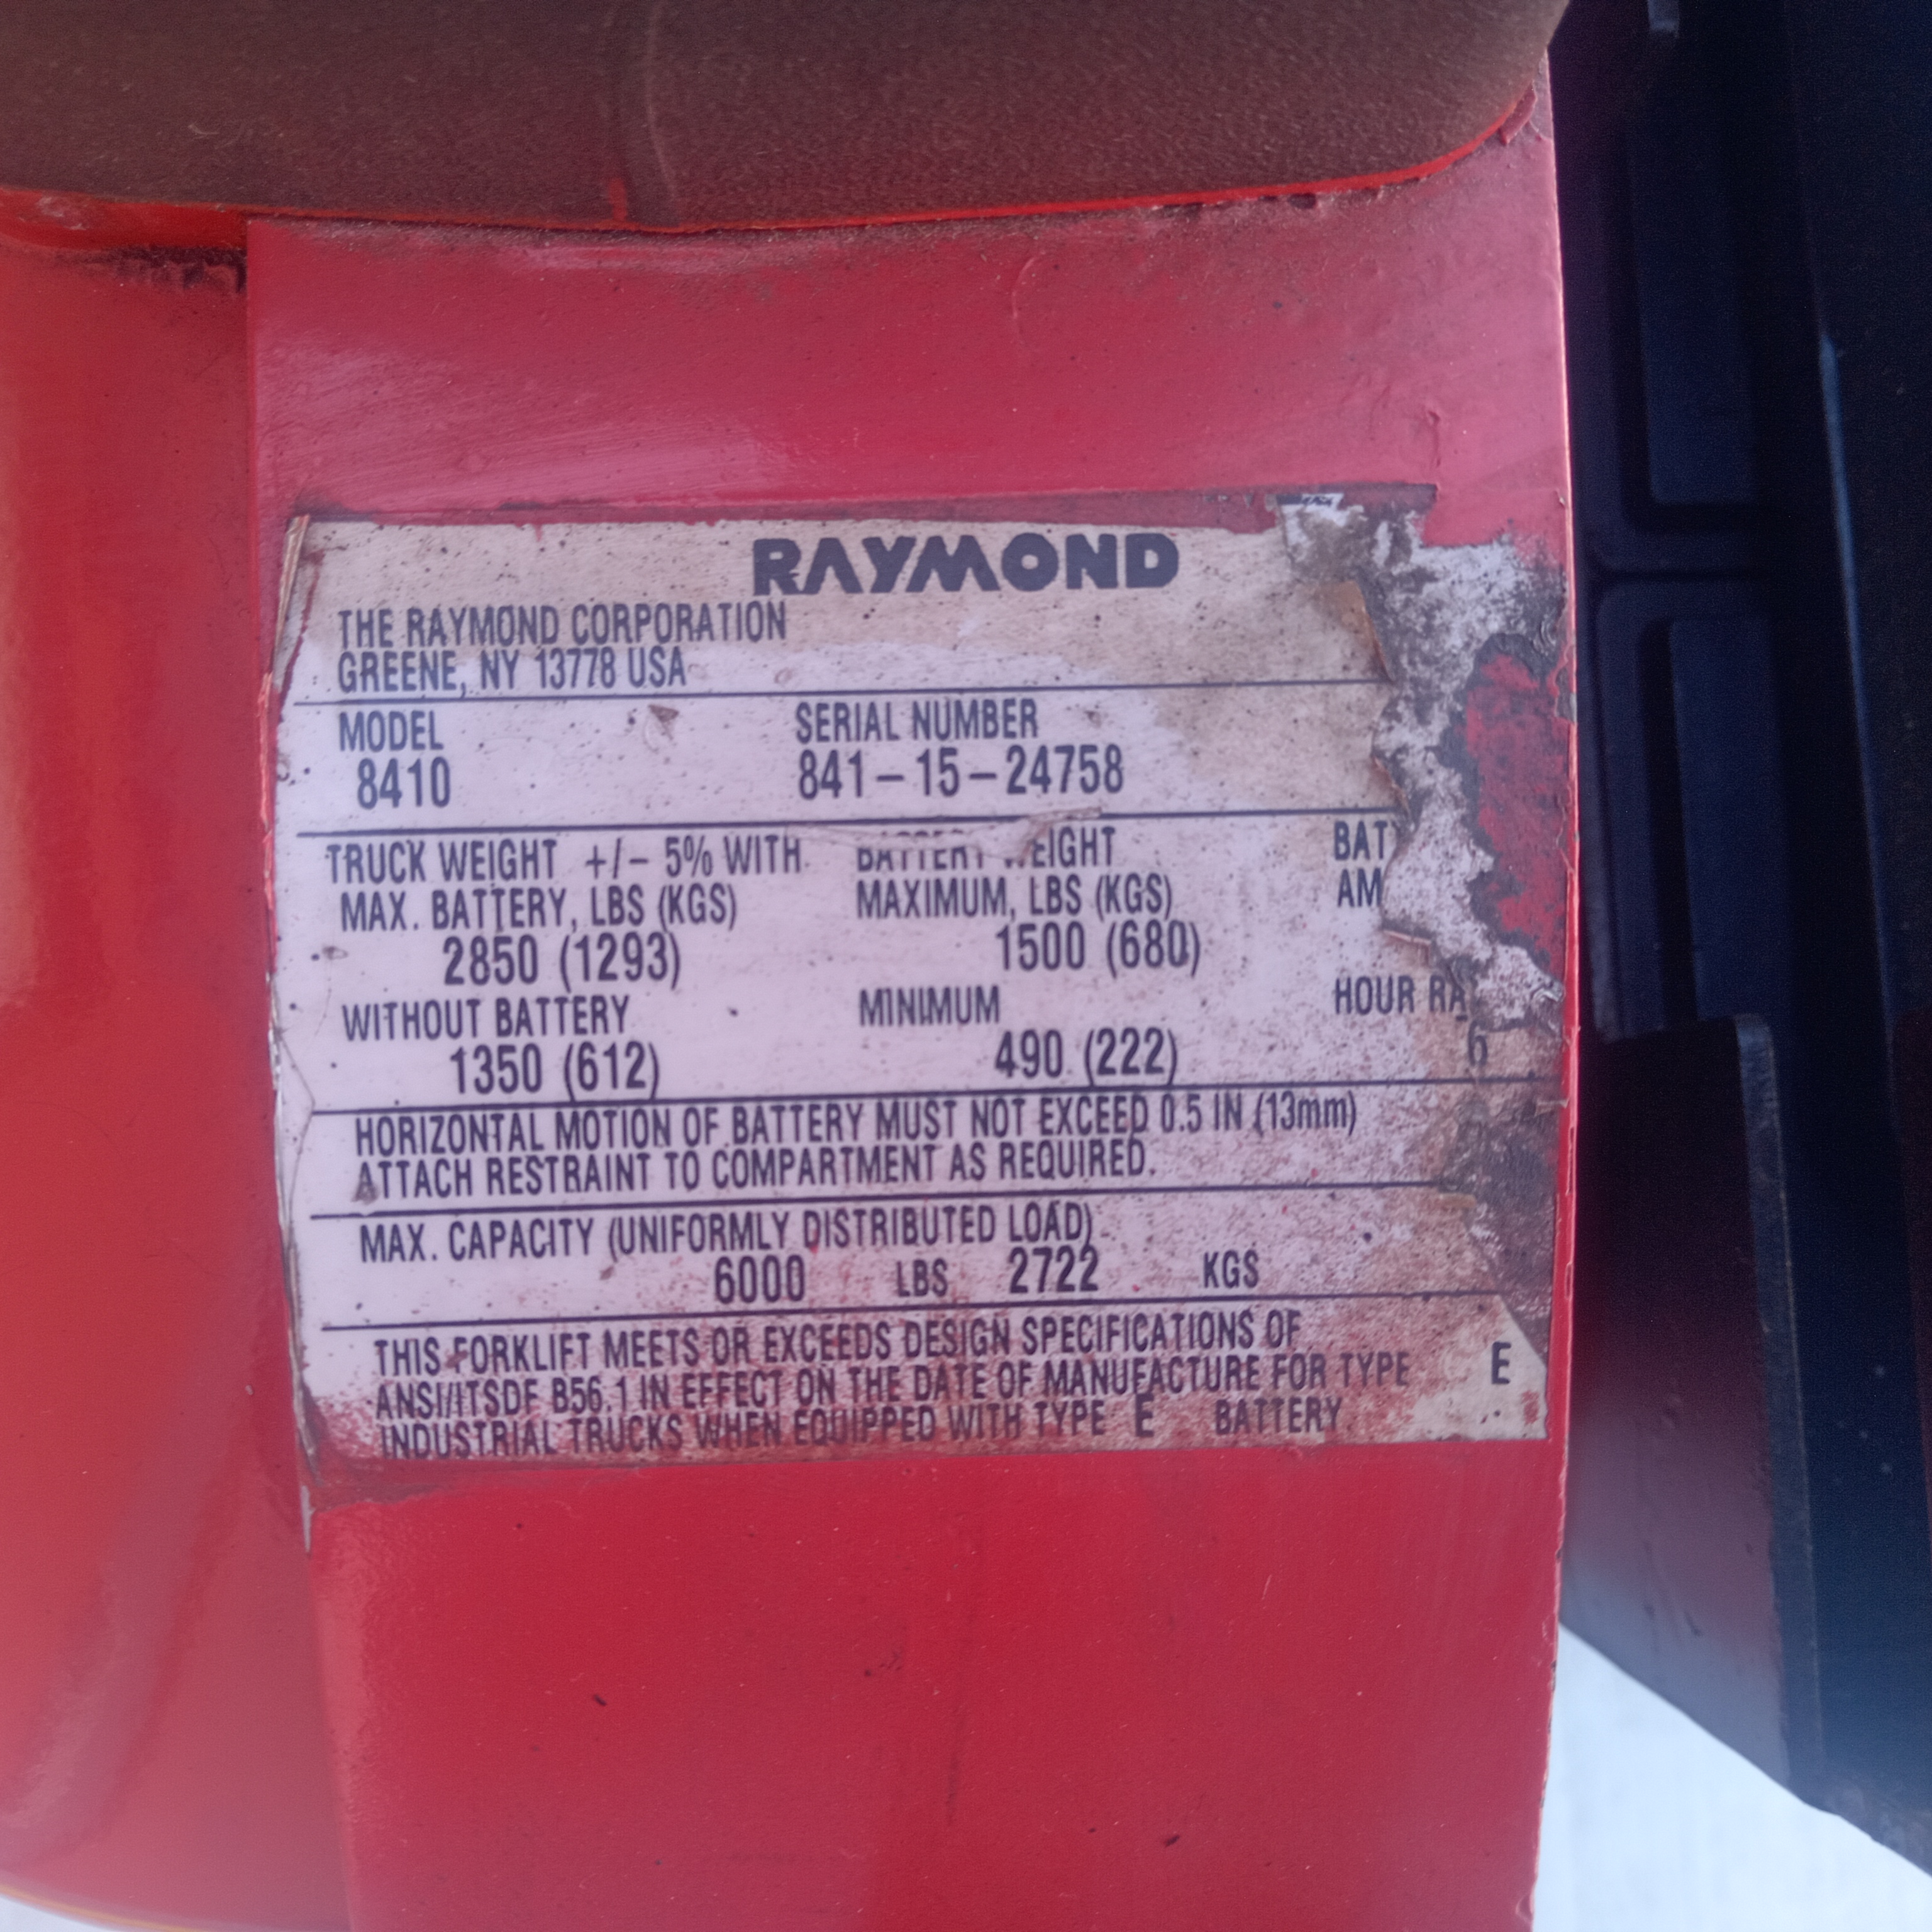 RAYMOND
THE RAYMOND CORPORATION
GREENE, NY 13778 USA
MODEL SERIAL NUMBER
8410 841-15-24758
TRUCK WEIGHT +/- 5% WITH BATTERY WEIGHT
MAX. BATTERY, LBS (KGS) MAXIMUM, LBS (KGS)
2850 (1293) 1500 (680)
WITHOUT BATTERY MINIMUM HOUR
1350 (612) 490 (222) 6
HORIZONTAL MOTION OF BATTERY MUST NOT EXCEED 0.5 IN (13mm)
ATTACH RESTRAINT TO COMPARTMENT AS REQUIRED.
MAX. CAPACITY (UNIFORMLY DISTRIBUTED LOAD)
6000 LBS 2722 KGS
THIS FORKLIFT MEETS OR EXCEEDS DESIGN SPECIFICATIONS OF
ANSI/ITSDF B56.1 IN EFFECT ON THE DATE OF MANUFACTURE FOR TYPE E
INDUSTRIAL TRUCKS WHEN EQUIPPED WITH TYPE E BATTERY.